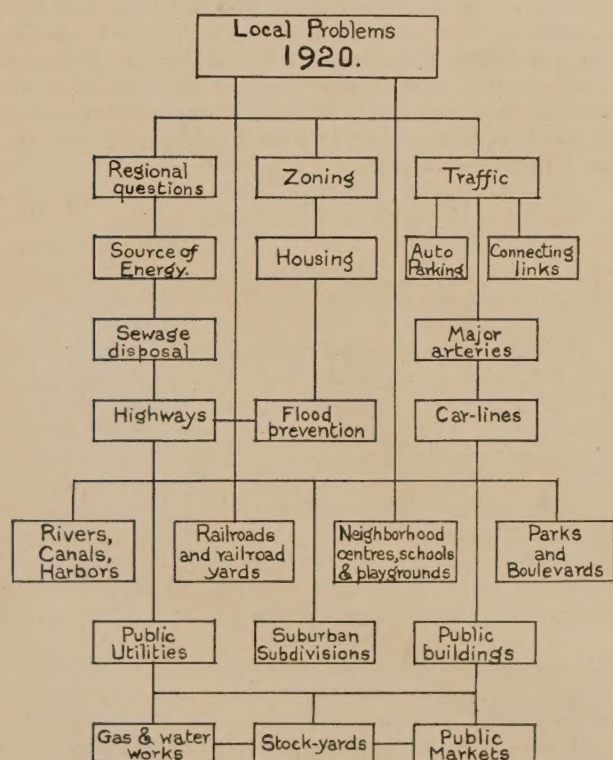 Local Problems
1920.
Regional
questions
Zoning
Traffic
Source of
Energy.
Housing
Auto
Parking
Connecting
links
Sewage
disposal
Major
arteries
Highways
Flood
prevention
Car-lines
Rivers,
Canals,
Harbors
Railroads
and railroad
yards
Neighborhood
centres, schools
& playgrounds
Parks
and
Boulevards
Public
Utilities
Suburban
Subdivisions
Public
buildings
Gas & water
works
Stock-yards
Public
Markets